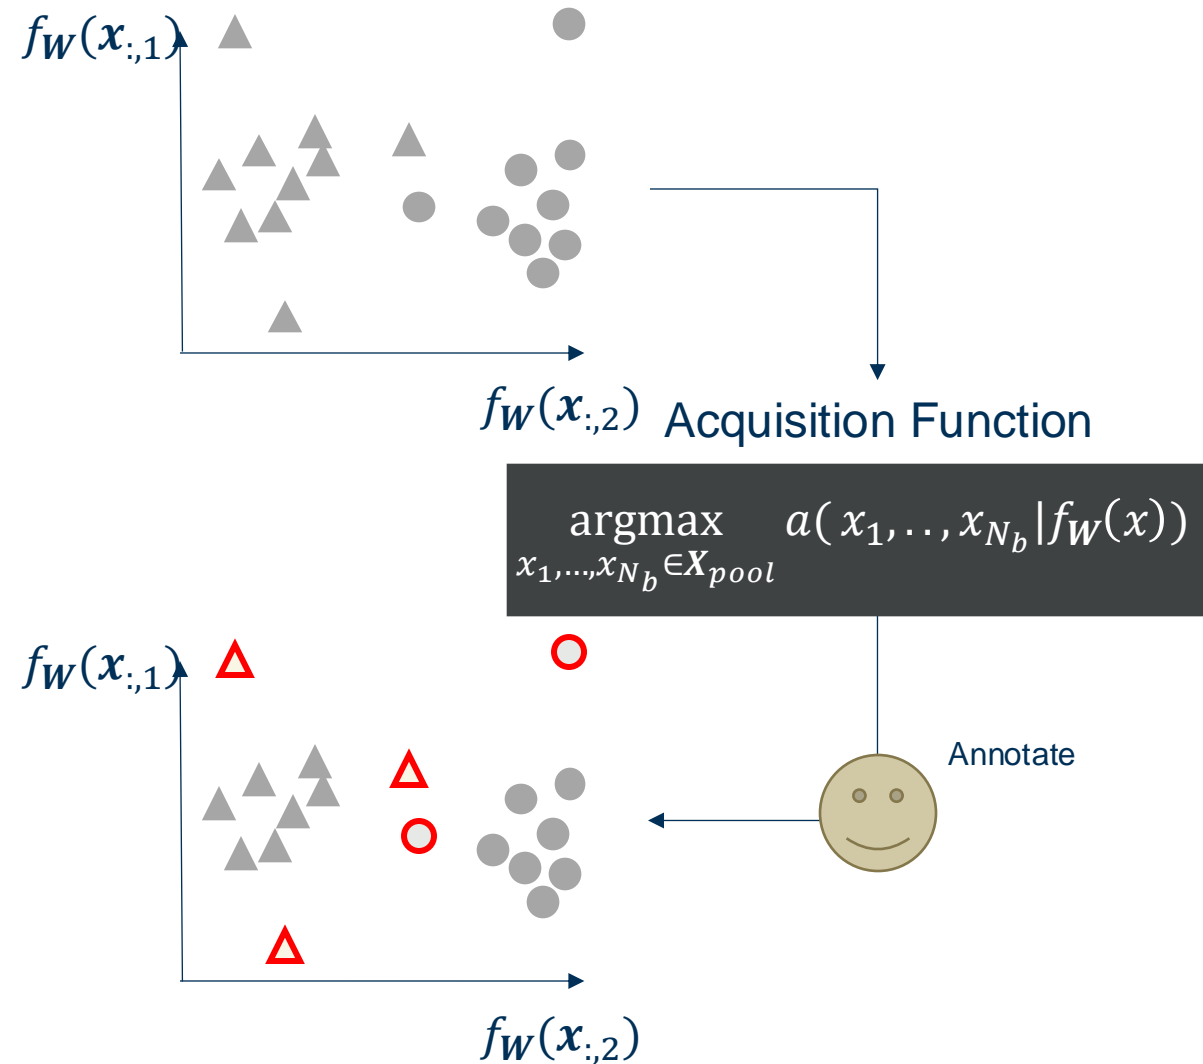 f_W(x_{:,1})
f_W(x_{:,2})
Acquisition Function
argmax a( x_1,..,x_{N_b}|f_W(x))
x_1,…,x_{N_b}∈X_{pool}
f_W(x_{:,1})
Annotate
f_W(x_{:,2})